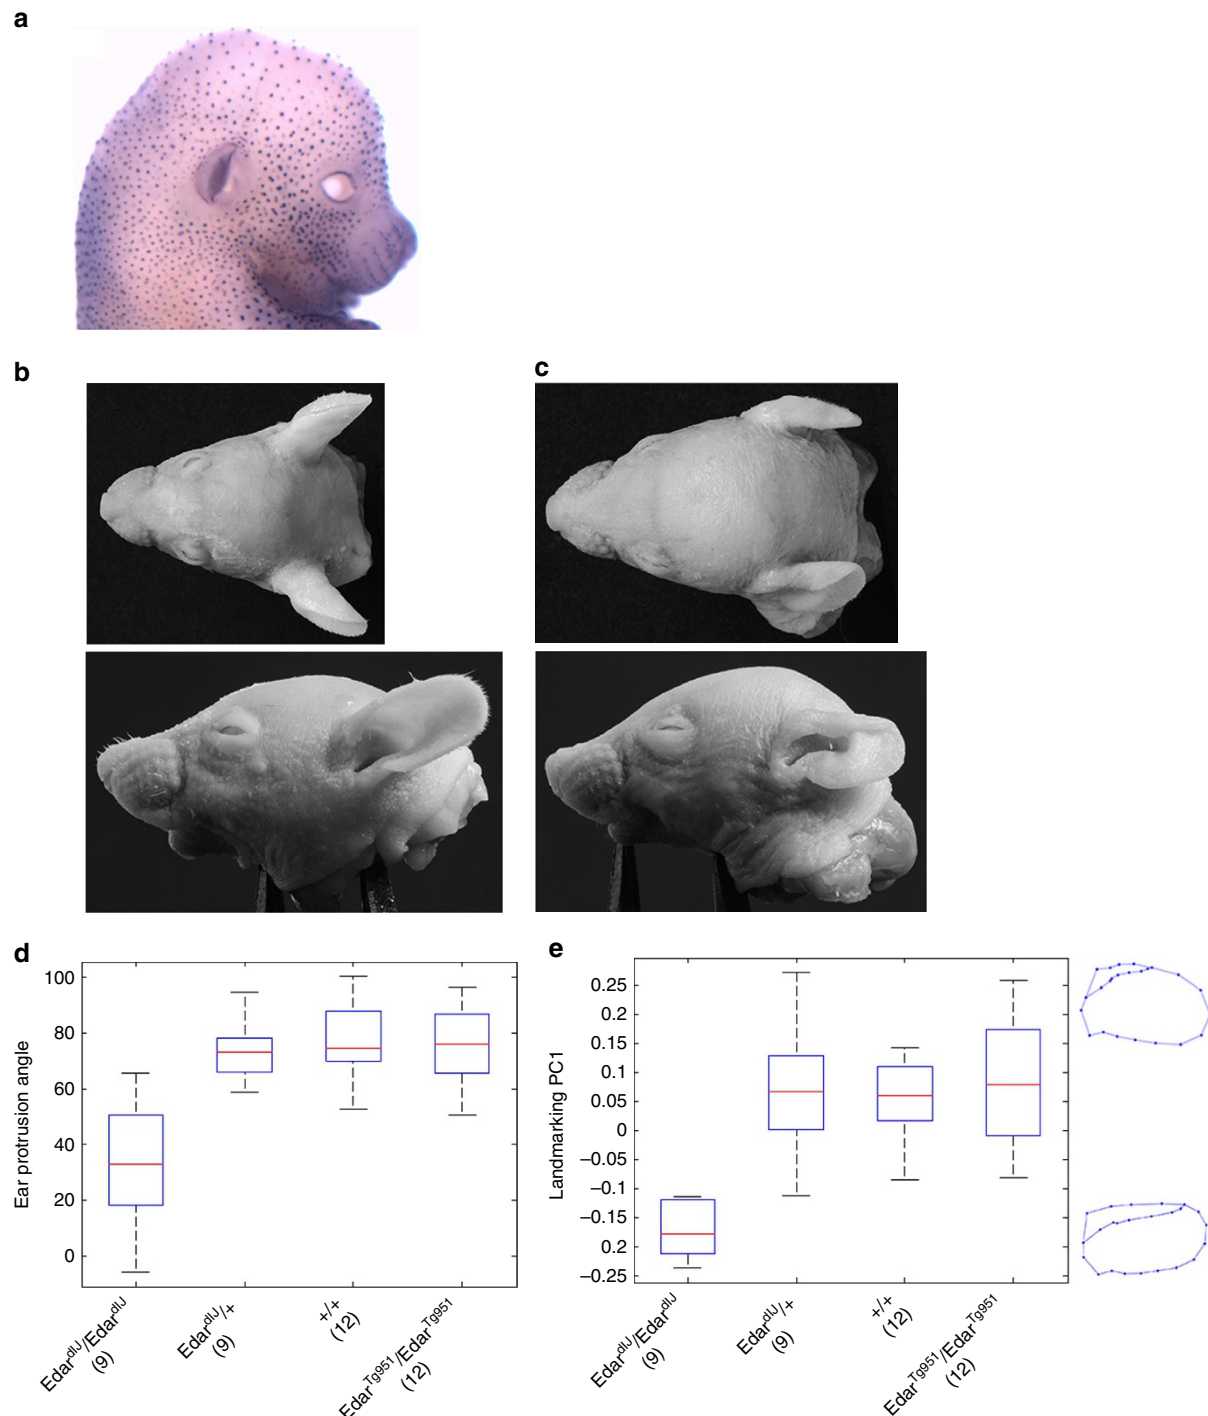 a
b
c
d
Ear protrusion angle
100
80
60
40
20
0
Edar^dlJ/Edar^dlJ
(9)
Edar^dlJ/+
(9)
+/+
(12)
Edar^Tg951/Edar^Tg951
(12)
e
Landmarking PC1
0.25
0.2
0.15
0.1
0.05
0
–0.05
–0.1
–0.15
0.2
–0.25
Edar^dlJ/Edar^dlJ
(9)
Edar^dlJ/+
(9)
+/+
(12)
Edar^Tg951/Edar^Tg951
(12)